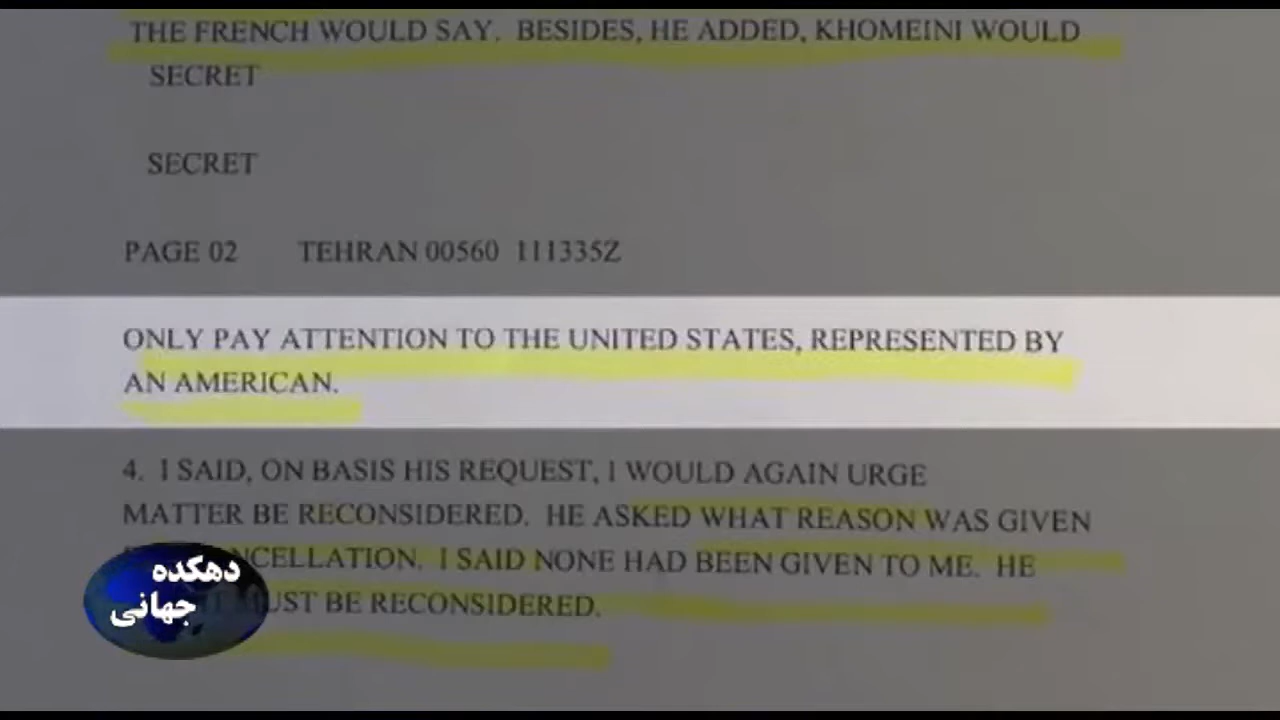 THE FRENCH WOULD SAY. BESIDES, HE ADDED, KHOMEINI WOULD
SECRET
SECRET
PAGE 02 TEHRAN 00560 111335Z
ONLY PAY ATTENTION TO THE UNITED STATES, REPRESENTED BY
AN AMERICAN.
4. I SAID, ON BASIS HIS REQUEST, I WOULD AGAIN URGE
MATTER BE RECONSIDERED. HE ASKED WHAT REASON WAS GIVEN
I SAID NONE HAD BEEN GIVEN TO ME. HE
MUST BE RECONSIDERED.
دهکده
جهانی